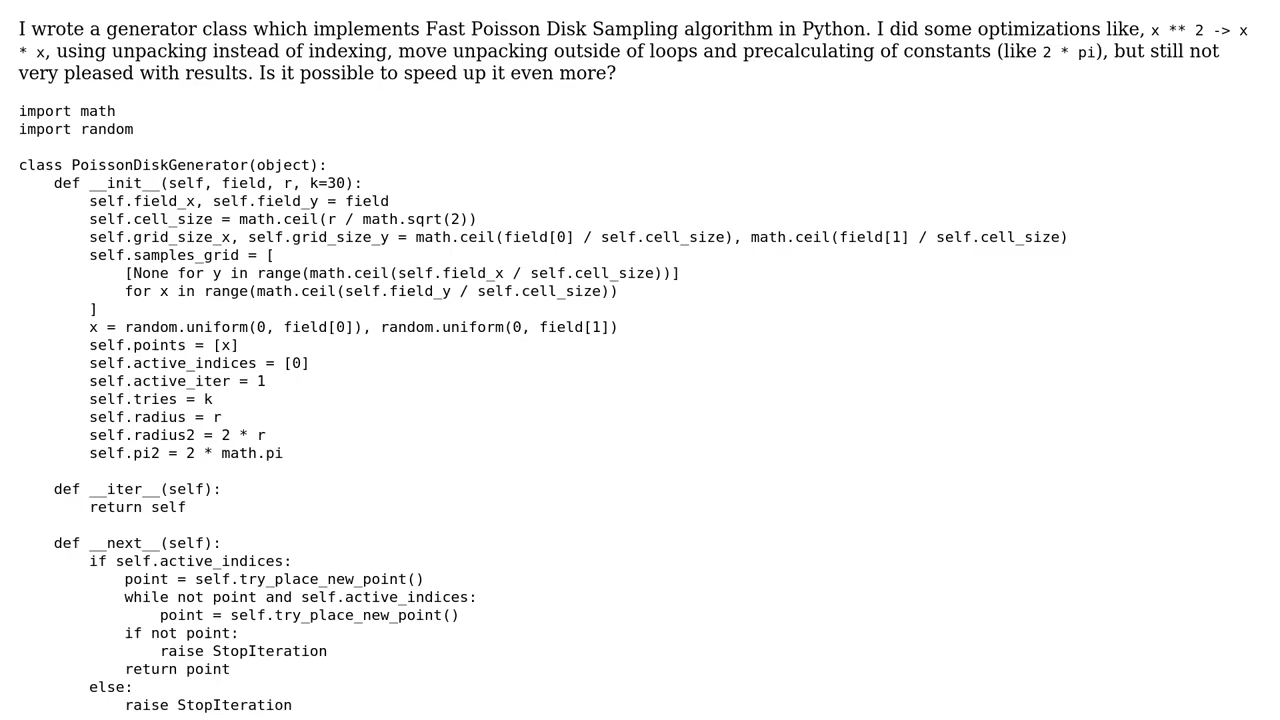 I wrote a generator class which implements Fast Poisson Disk Sampling algorithm in Python. I did some optimizations like, x ** 2 -> x
* x, using unpacking instead of indexing, move unpacking outside of loops and precalculating of constants (like 2 * pi), but still not
very pleased with results. Is it possible to speed up it even more?
import math
import random
class PoissonDiskGenerator(object):
    def __init__(self, field, r, k=30):
        self.field_x, self.field_y = field
        self.cell_size = math.ceil(r / math.sqrt(2))
        self.grid_size_x, self.grid_size_y = math.ceil(field[0] / self.cell_size), math.ceil(field[1] / self.cell_size)
        self.samples_grid = [
            [None for y in range(math.ceil(self.field_x / self.cell_size))]
            for x in range(math.ceil(self.field_y / self.cell_size))
        ]
        x = random.uniform(0, field[0]), random.uniform(0, field[1])
        self.points = [x]
        self.active_indices = [0]
        self.active_iter = 1
        self.tries = k
        self.radius = r
        self.radius2 = 2 * r
        self.pi2 = 2 * math.pi
    def __iter__(self):
        return self
    def __next__(self):
        if self.active_indices:
            point = self.try_place_new_point()
            while not point and self.active_indices:
                point = self.try_place_new_point()
            if not point:
                raise StopIteration
            return point
        else:
            raise StopIteration